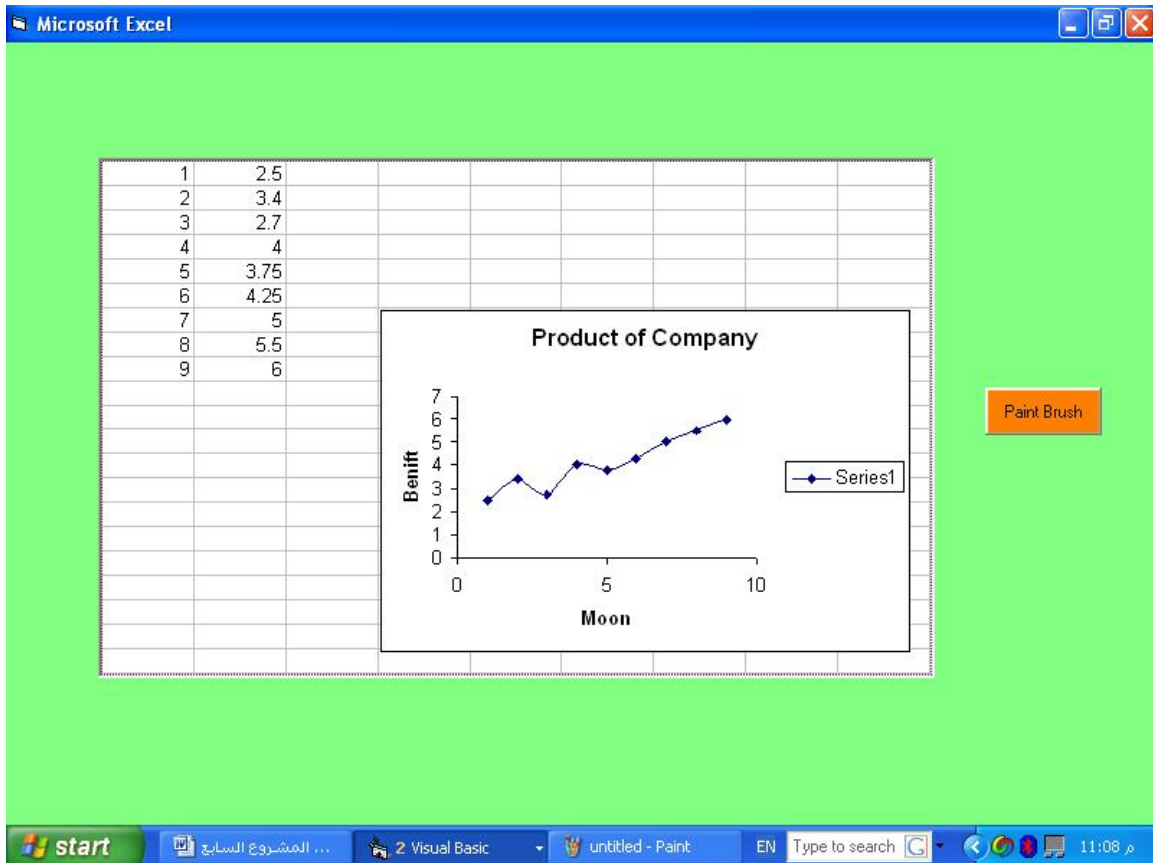 Microsoft Excel
1 2.5
2 3.4
3 2.7
4 4
5 3.75
6 4.25
7 5
8 5.5
9 6
Product of Company
7
6
5
4
3
2
1
0
Benift
0 5 10
Moon
Series1
Paint Brush
start
المشروع السابع ...
2 Visual Basic
untitled - Paint
EN
Type to search
11:08 م